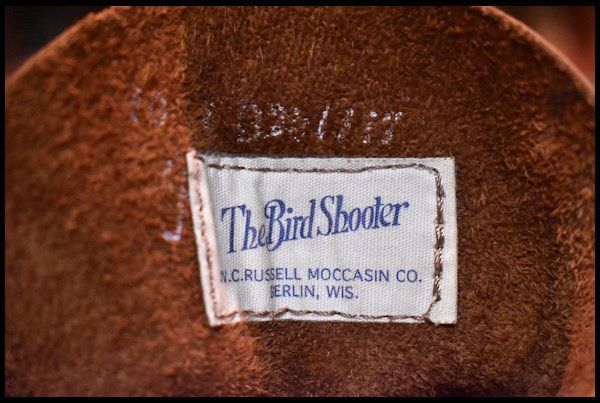 The Bird Shooter
W.C.RUSSELL MOCCASIN CO.
BERLIN, WIS.